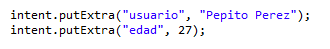 intent.putExtra("usuario", "Pepito Perez");
intent.putExtra("edad", 27);